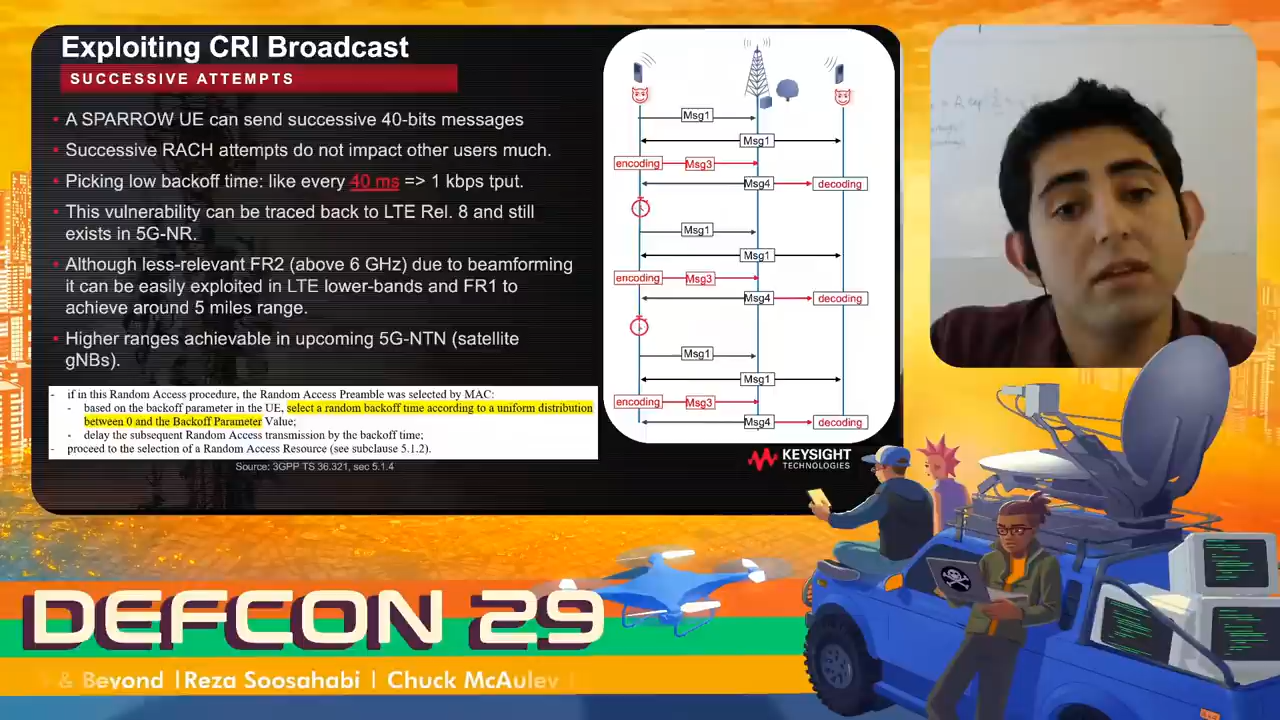 Exploiting CRI Broadcast
SUCCESSIVE ATTEMPTS
• A SPARROW UE can send successive 40-bits messages
• Successive RACH attempts do not impact other users much.
• Picking low backoff time: like every 40 ms => 1 kbps tput.
• This vulnerability can be traced back to LTE Rel. 8 and still
exists in 5G-NR.
• Although less-relevant FR2 (above 6 GHz) due to beamforming
it can be easily exploited in LTE lower-bands and FR1 to
achieve around 5 miles range.
• Higher ranges achievable in upcoming 5G-NTN (satellite
gNBs).
- if in this Random Access procedure, the Random Access Preamble was selected by MAC:
- based on the backoff parameter in the UE, select a random backoff time according to a uniform distribution
between 0 and the Backoff Parameter Value;
- delay the subsequent Random Access transmission by the backoff time;
- proceed to the selection of a Random Access Resource (see subclause 5.1.2).
Source: 3GPP TS 36.321, sec 5.1.4
Msg1
Msg1
encoding Msg3
Msg4 decoding
Msg1
Msg1
encoding Msg3
Msg4 decoding
Msg1
Msg1
encoding Msg3
Msg4 decoding
KEYSIGHT
TECHNOLOGIES
DEFCON 29
& Beyond | Reza Soosahabi | Chuck McAuley |